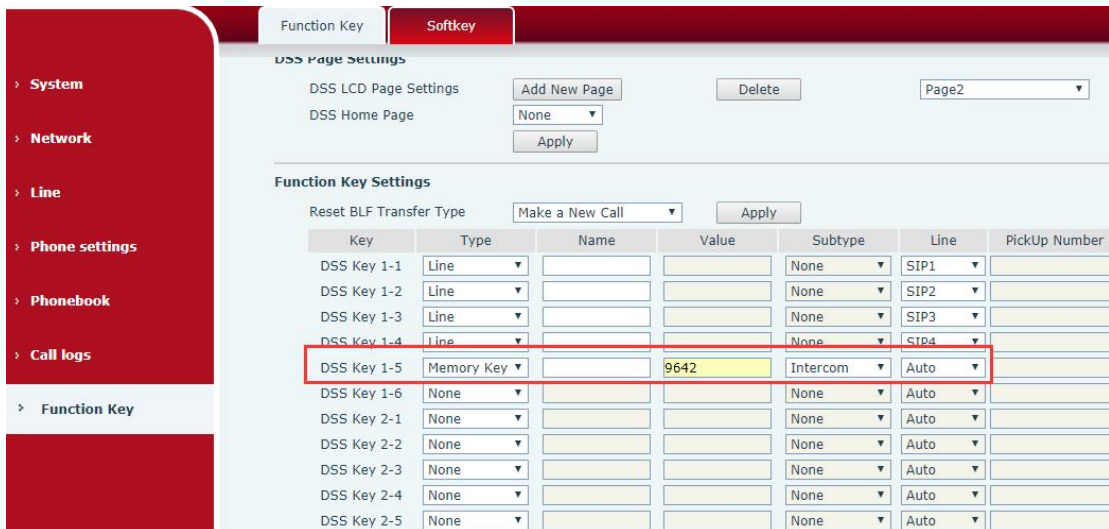 Function Key Softkey
System
Network
Line
Phone settings
Phonebook
Call logs
Function Key
DSS Page Settings
DSS LCD Page Settings Add New Page Delete Page2
DSS Home Page None
Apply
Function Key Settings
Reset BLF Transfer Type Make a New Call Apply
Key Type Name Value Subtype Line PickUp Number
DSS Key 1-1 Line None SIP1
DSS Key 1-2 Line None SIP2
DSS Key 1-3 Line None SIP3
DSS Key 1-4 Line None SIP4
DSS Key 1-5 Memory Key 9642 Intercom Auto
DSS Key 1-6 None None Auto
DSS Key 2-1 None None Auto
DSS Key 2-2 None None Auto
DSS Key 2-3 None None Auto
DSS Key 2-4 None None Auto
DSS Key 2-5 None None Auto